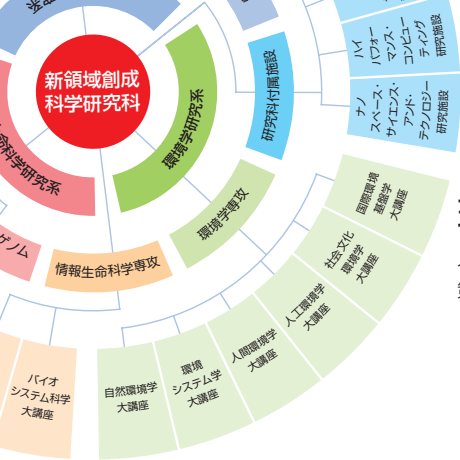 新領域創成
科学研究科
環境学研究系
命科学研究系
研究科付属施設
ハイ
パフォー
マンス・
コンピュー
ティング
研究施設
ナノ
スペース・
サイエンス・
アンド・
テクノロジー
研究施設
環境学専攻
情報生命科学専攻
ゲノム
国際環境
基盤学
大講座
社会文化
環境学
大講座
人工環境学
大講座
人間環境学
大講座
環境
システム学
大講座
自然環境学
大講座
バイオ
システム科学
大講座